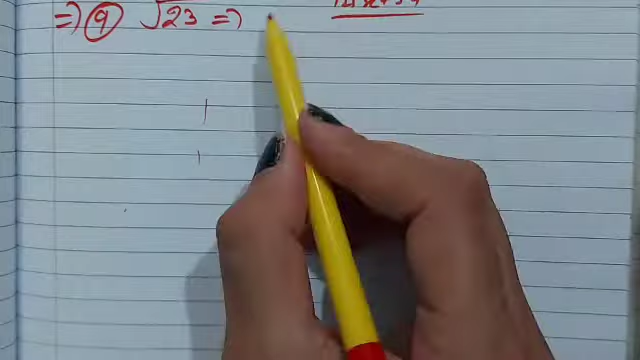 ⇒ ⑨ √23 ⇒